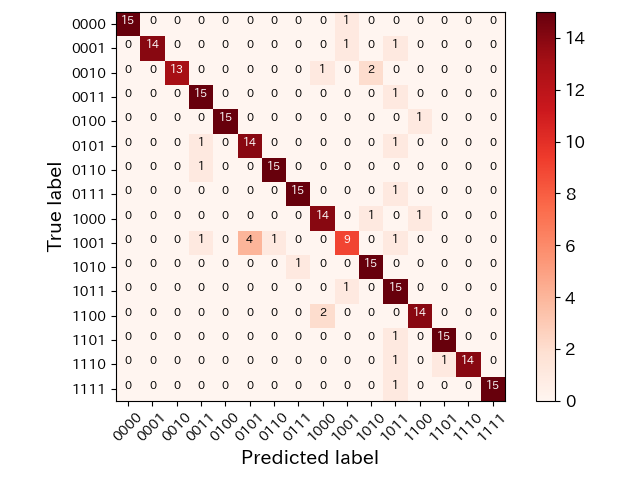 0000 15 0 0 0 0 0 0 0 0 1 0 0 0 0 0 0 14
0001 0 14 0 0 0 0 0 0 0 1 0 1 0 0 0 0
0010 0 0 13 0 0 0 0 0 1 0 2 0 0 0 0 0 12
0011 0 0 0 15 0 0 0 0 0 0 0 1 0 0 0 0
0100 0 0 0 0 15 0 0 0 0 0 0 0 1 0 0 0 10
0101 0 0 0 1 0 14 0 0 0 0 0 1 0 0 0 0
0110 0 0 0 1 0 0 15 0 0 0 0 0 0 0 0 0
0111 0 0 0 0 0 0 0 15 0 0 0 1 0 0 0 0 8
1000 0 0 0 0 0 0 0 0 14 0 1 0 1 0 0 0
1001 0 0 0 1 0 4 1 0 0 9 0 1 0 0 0 0 6
1010 0 0 0 0 0 0 0 1 0 0 15 0 0 0 0 0
1011 0 0 0 0 0 0 0 0 0 1 0 15 0 0 0 0 4
1100 0 0 0 0 0 0 0 0 2 0 0 0 14 0 0 0
1101 0 0 0 0 0 0 0 0 0 0 0 1 0 15 0 0 2
1110 0 0 0 0 0 0 0 0 0 0 0 1 0 1 14 0
1111 0 0 0 0 0 0 0 0 0 0 0 1 0 0 0 15 0
True label
0000 0001 0010 0011 0100 0101 0110 0111 1000 1001 1010 1011 1100 1101 1110 1111
Predicted label